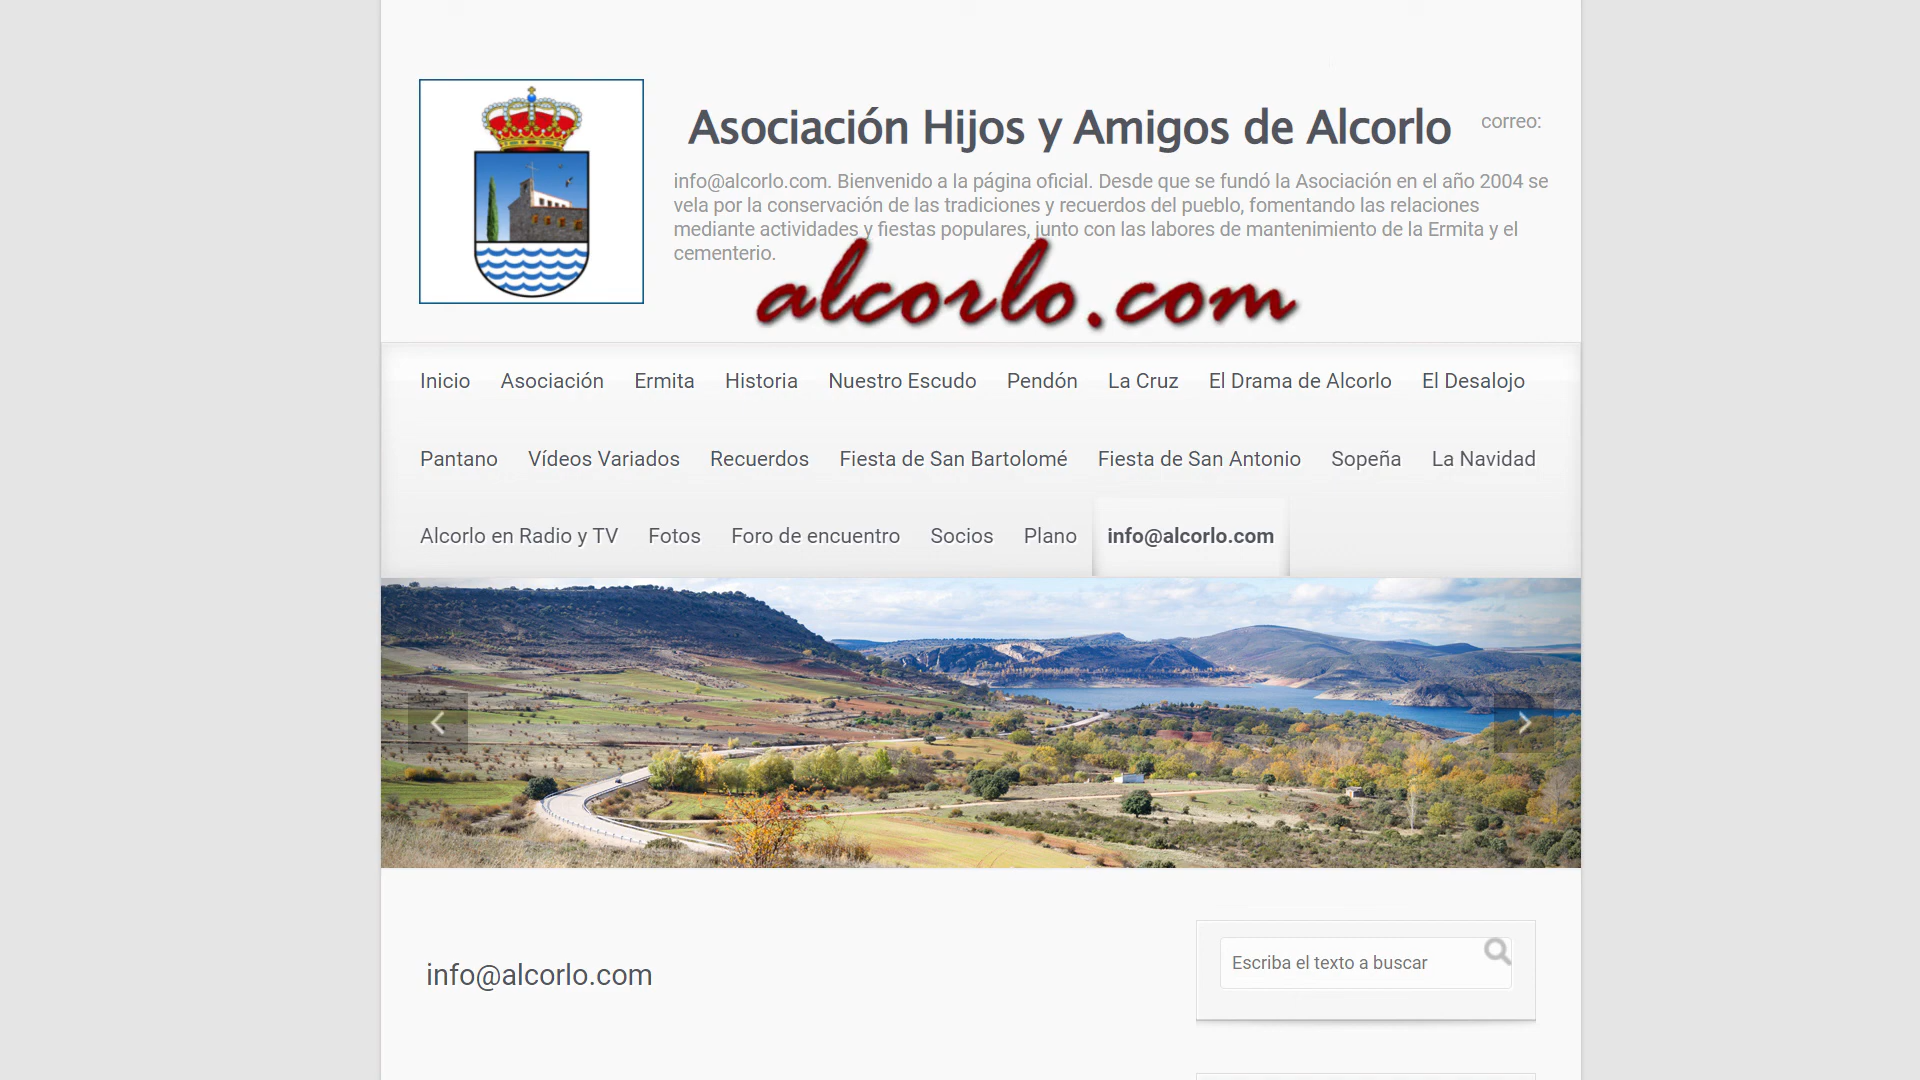 Asociación Hijos y Amigos de Alcorlo correo:
info@alcorlo.com. Bienvenido a la página oficial. Desde que se fundó la Asociación en el año 2004 se
vela por la conservación de las tradiciones y recuerdos del pueblo, fomentando las relaciones
mediante actividades y fiestas populares, junto con las labores de mantenimiento de la Ermita y el
cementerio.
alcorlo.com
Inicio Asociación Ermita Historia Nuestro Escudo Pendón La Cruz El Drama de Alcorlo El Desalojo
Pantano Vídeos Variados Recuerdos Fiesta de San Bartolomé Fiesta de San Antonio Sopeña La Navidad
Alcorlo en Radio y TV Fotos Foro de encuentro Socios Plano info@alcorlo.com
Escriba el texto a buscar
info@alcorlo.com